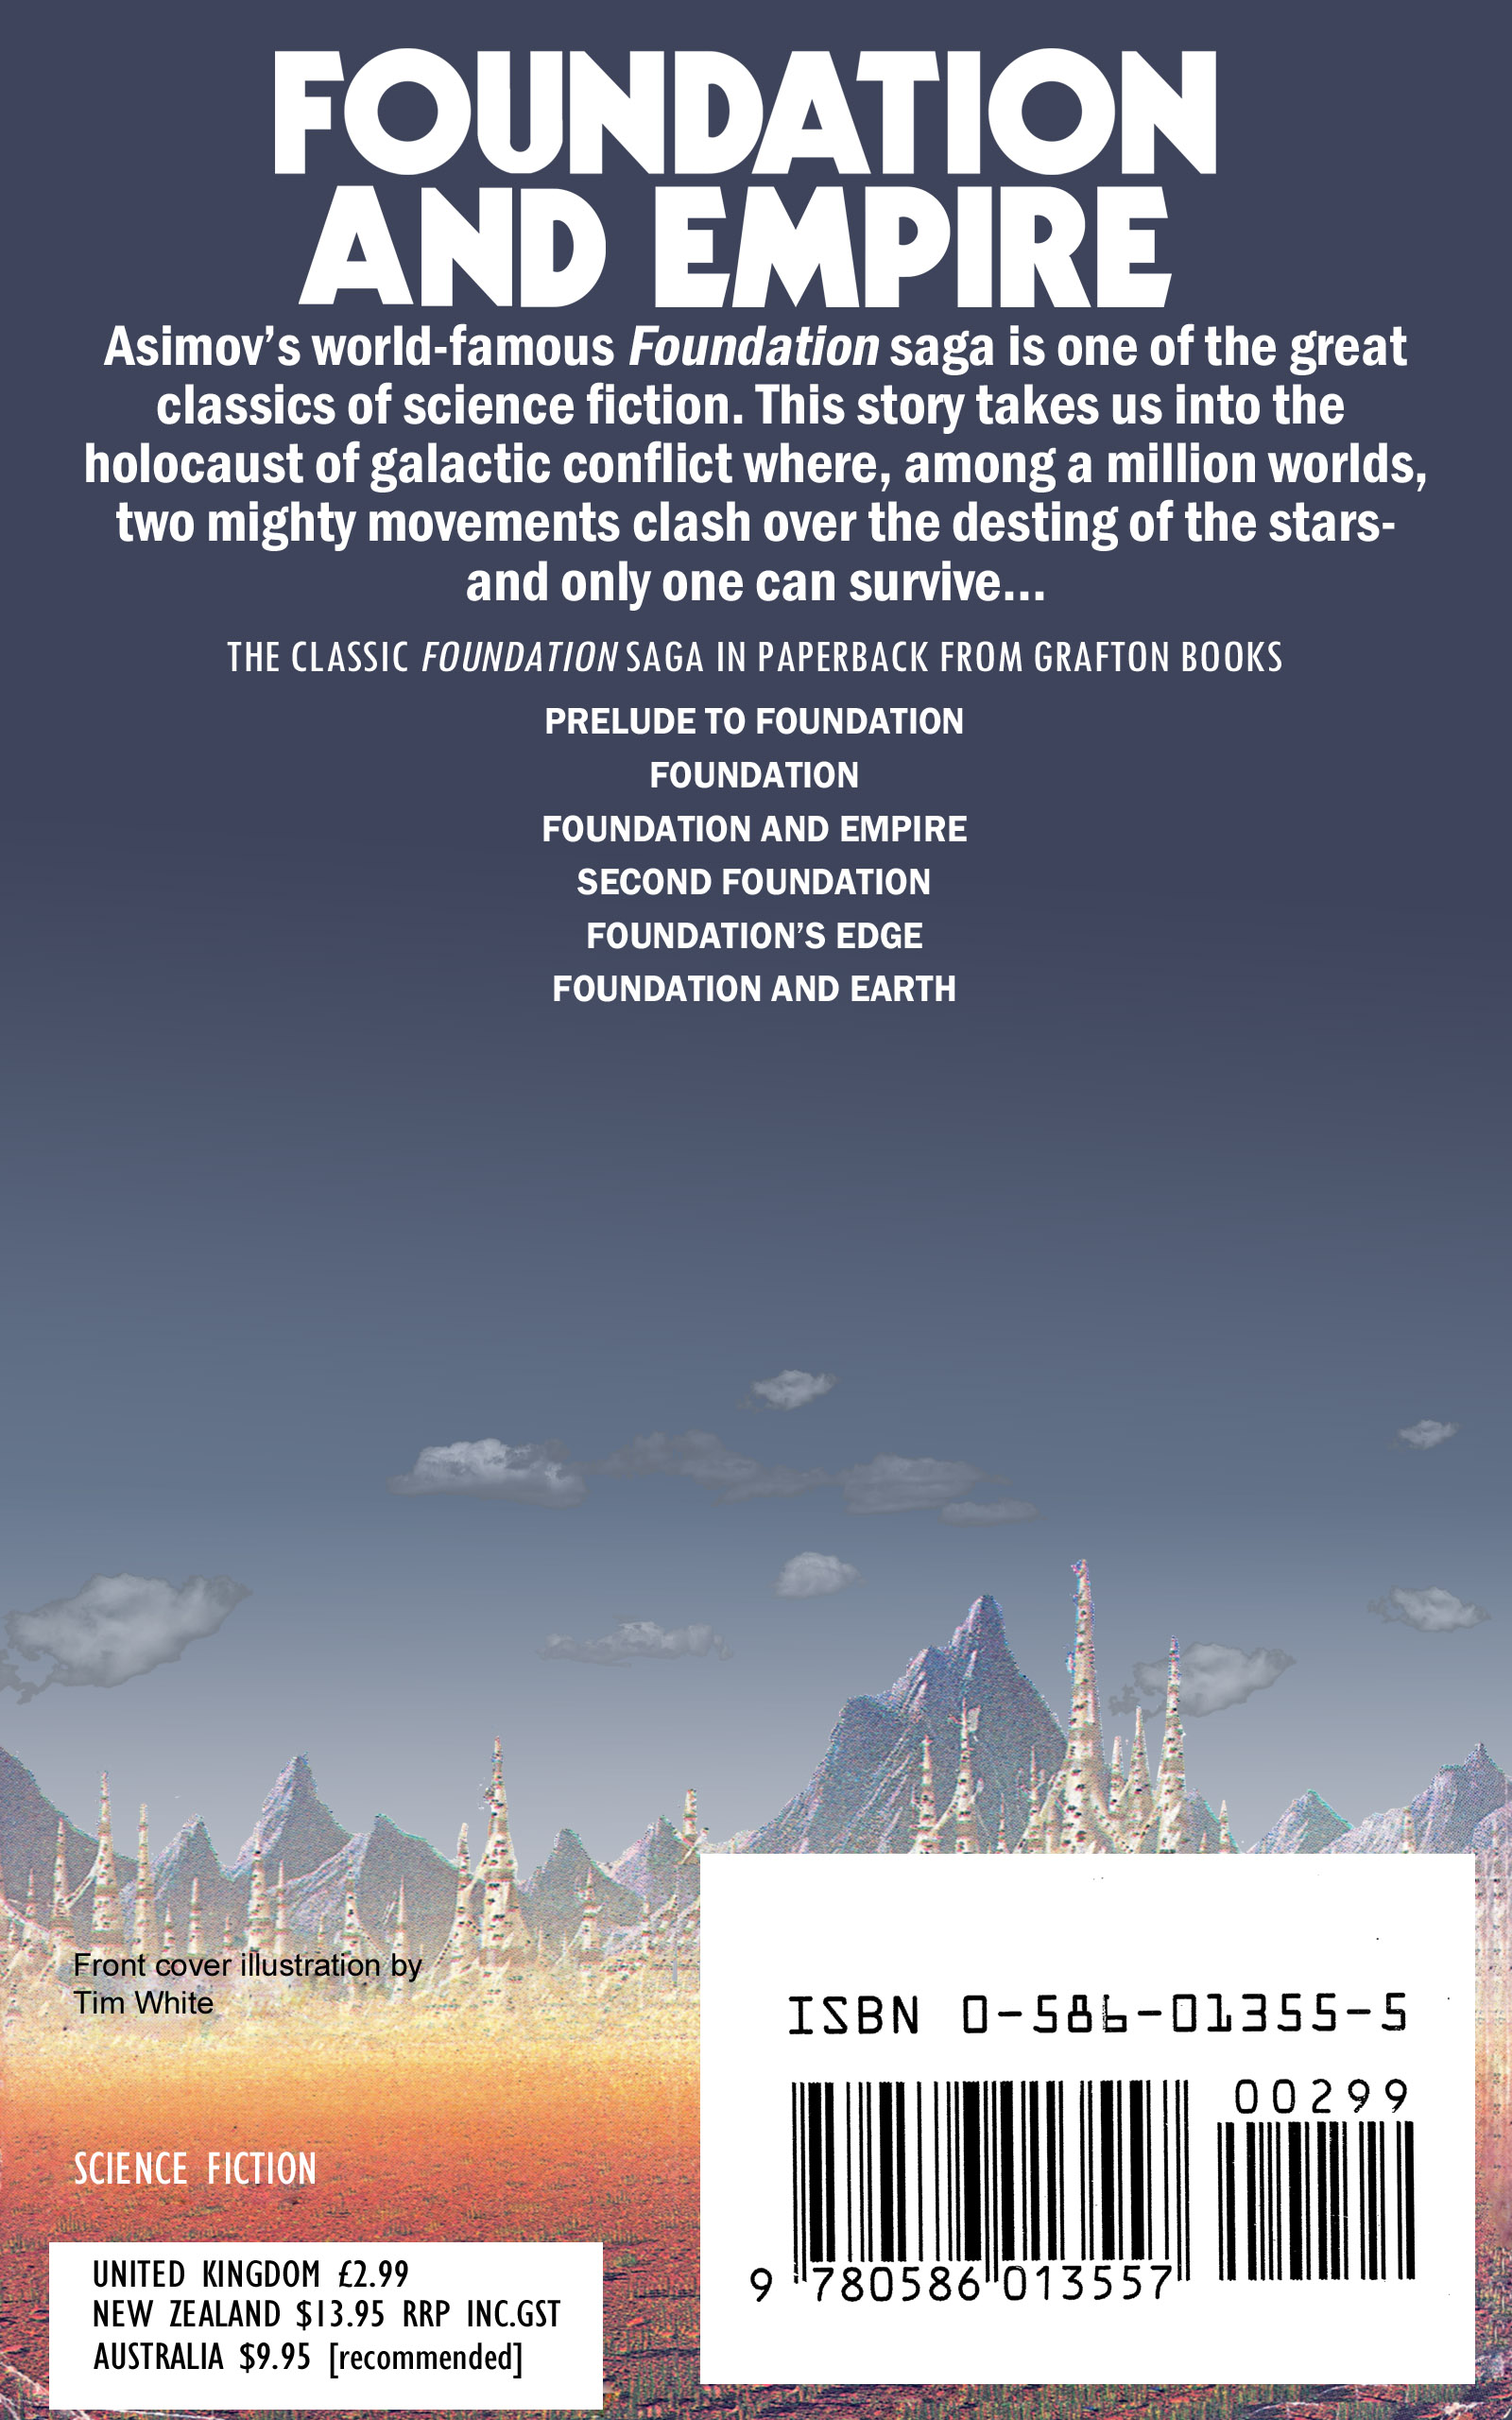 FOUNDATION
AND EMPIRE
Asimov’s world-famous Foundation saga is one of the great
classics of science fiction. This story takes us into the
holocaust of galactic conflict where, among a million worlds,
two mighty movements clash over the desting of the stars-
and only one can survive...
THE CLASSIC FOUNDATION SAGA IN PAPERBACK FROM GRAFTON BOOKS
PRELUDE TO FOUNDATION
FOUNDATION
FOUNDATION AND EMPIRE
SECOND FOUNDATION
FOUNDATION’S EDGE
FOUNDATION AND EARTH
Front cover illustration by
Tim White
SCIENCE FICTION
UNITED KINGDOM £2.99
NEW ZEALAND $13.95 RRP INC.GST
AUSTRALIA $9.95 [recommended]
ISBN 0-586-01355-5
00299
9 780586 013557